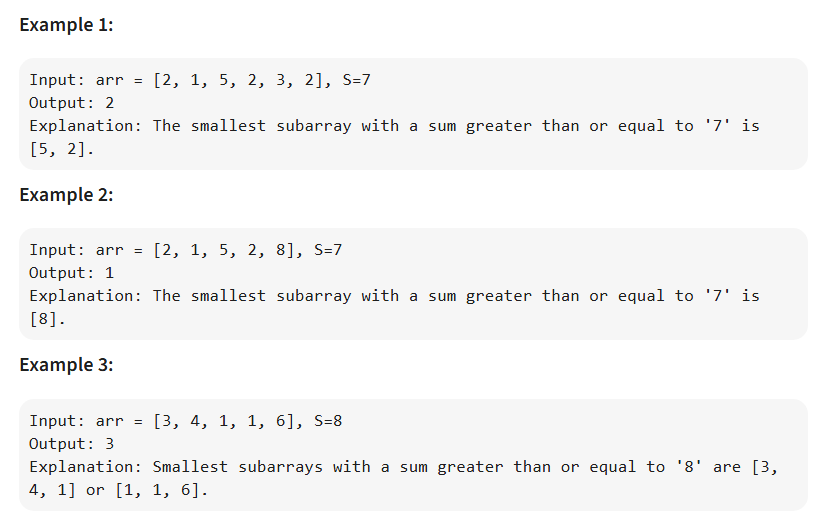 Example 1:
Input: arr = [2, 1, 5, 2, 3, 2], S=7
Output: 2
Explanation: The smallest subarray with a sum greater than or equal to '7' is
[5, 2].
Example 2:
Input: arr = [2, 1, 5, 2, 8], S=7
Output: 1
Explanation: The smallest subarray with a sum greater than or equal to '7' is
[8].
Example 3:
Input: arr = [3, 4, 1, 1, 6], S=8
Output: 3
Explanation: Smallest subarrays with a sum greater than or equal to '8' are [3,
4, 1] or [1, 1, 6].